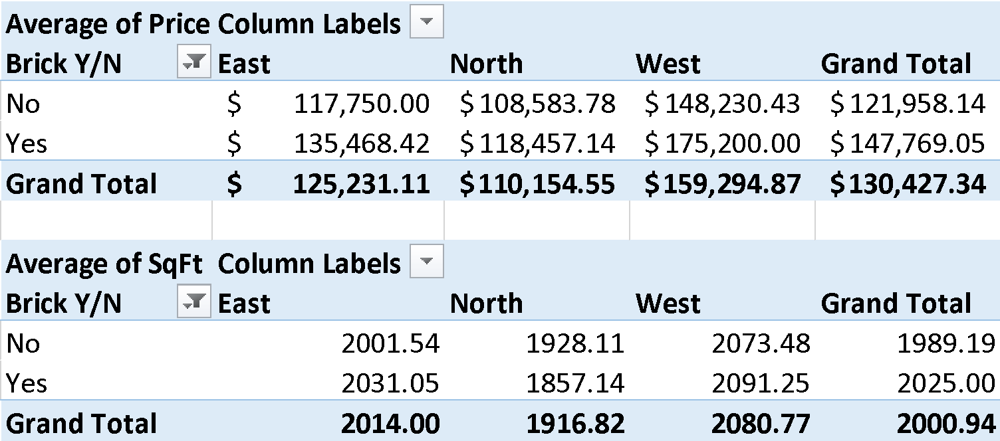 Average of Price Column Labels
Brick Y/N East North West Grand Total
No $ 117,750.00 $ 108,583.78 $ 148,230.43 $ 121,958.14
Yes $ 135,468.42 $ 118,457.14 $ 175,200.00 $ 147,769.05
Grand Total $ 125,231.11 $110,154.55 $159,294.87 $130,427.34
Average of SqFt Column Labels
Brick Y/N East North West Grand Total
No 2001.54 1928.11 2073.48 1989.19
Yes 2031.05 1857.14 2091.25 2025.00
Grand Total 2014.00 1916.82 2080.77 2000.94